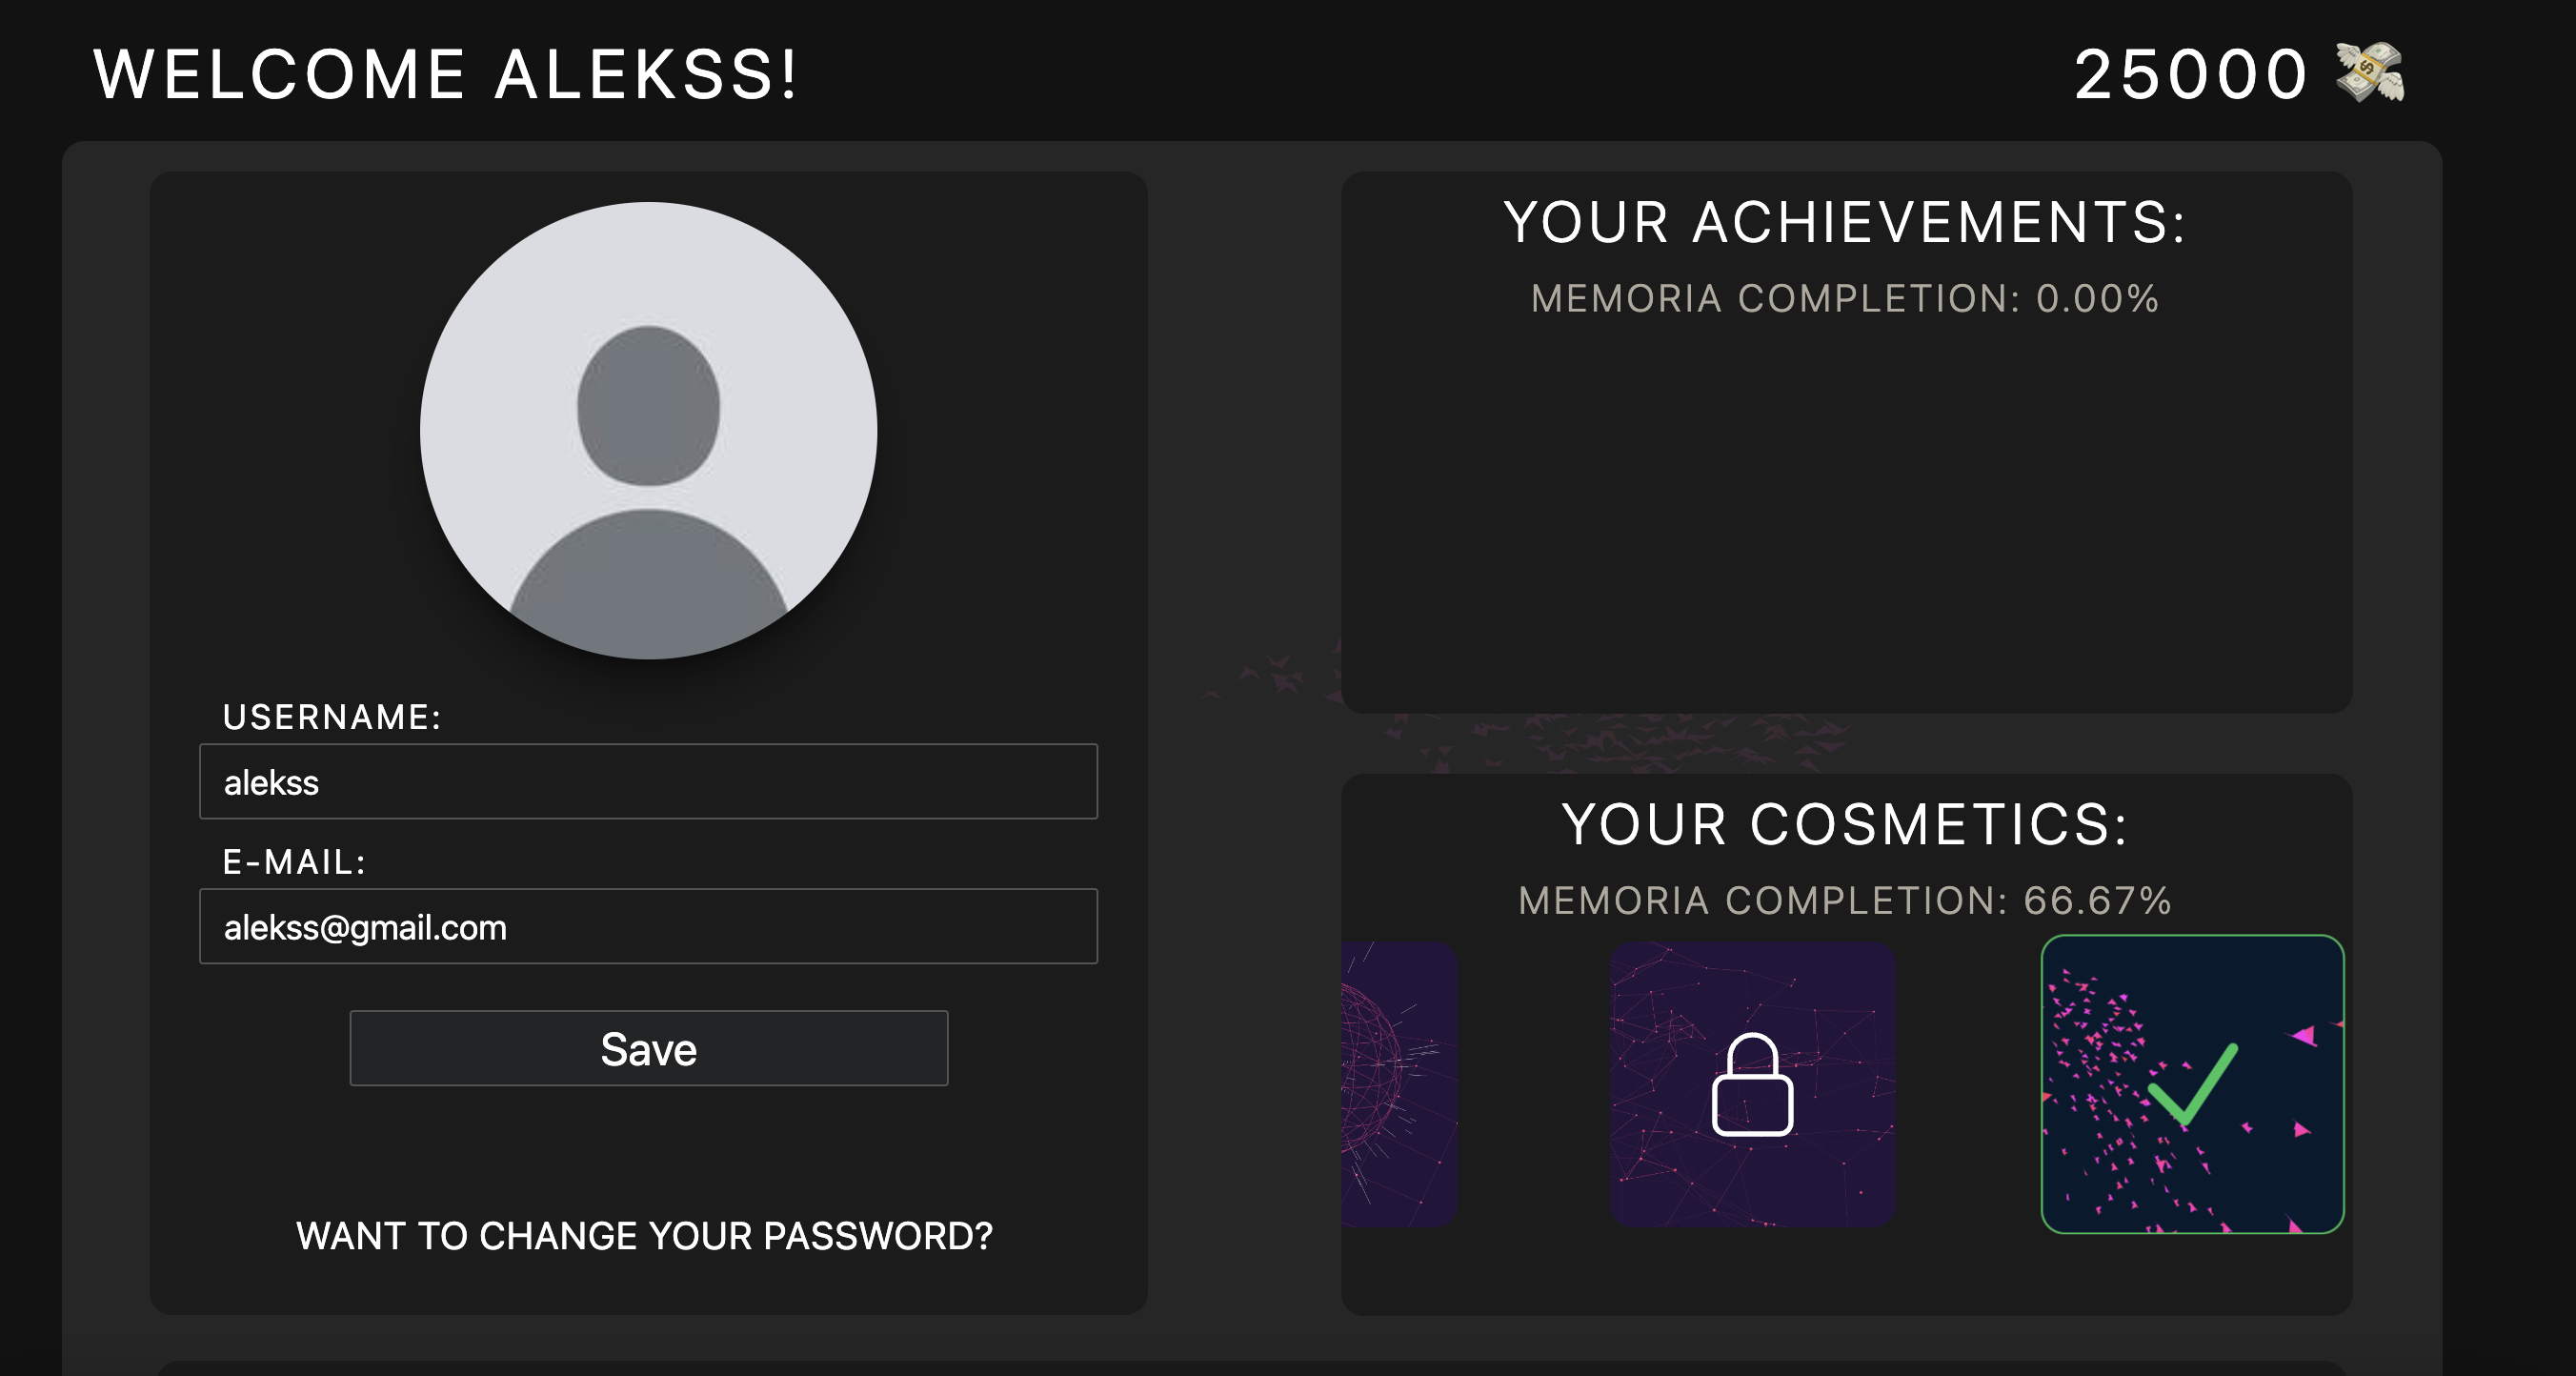 WELCOME ALEKSS!
25000
USERNAME:
alekss
E-MAIL:
alekss@gmail.com
Save
WANT TO CHANGE YOUR PASSWORD?
YOUR ACHIEVEMENTS:
MEMORIA COMPLETION: 0.00%
YOUR COSMETICS:
MEMORIA COMPLETION: 66.67%